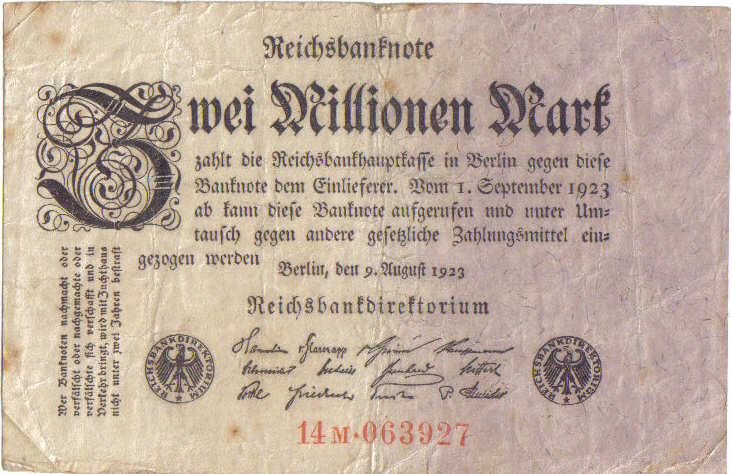 Reichsbanknote
Zwei Millionen Mark
zahlt die Reichsbankhauptkasse in Berlin gegen diese
Banknote dem Einlieferer. Vom 1. September 1923
ab kann diese Banknote aufgerufen und unter Um-
tausch gegen andere gesetzliche Zahlungsmittel ein-
gezogen werden
Berlin, den 9. August 1923
Reichsbankdirektorium
Wer Banknoten nachmacht oder
verfälscht oder nachgemachte oder
verfälschte sich verschafft und in
Verkehr bringt, wird mit Zuchthaus
nicht unter zwei Jahren bestraft
REICHSBANKDIREKTORIUM
REICHSBANKDIREKTORIUM
14M·063927